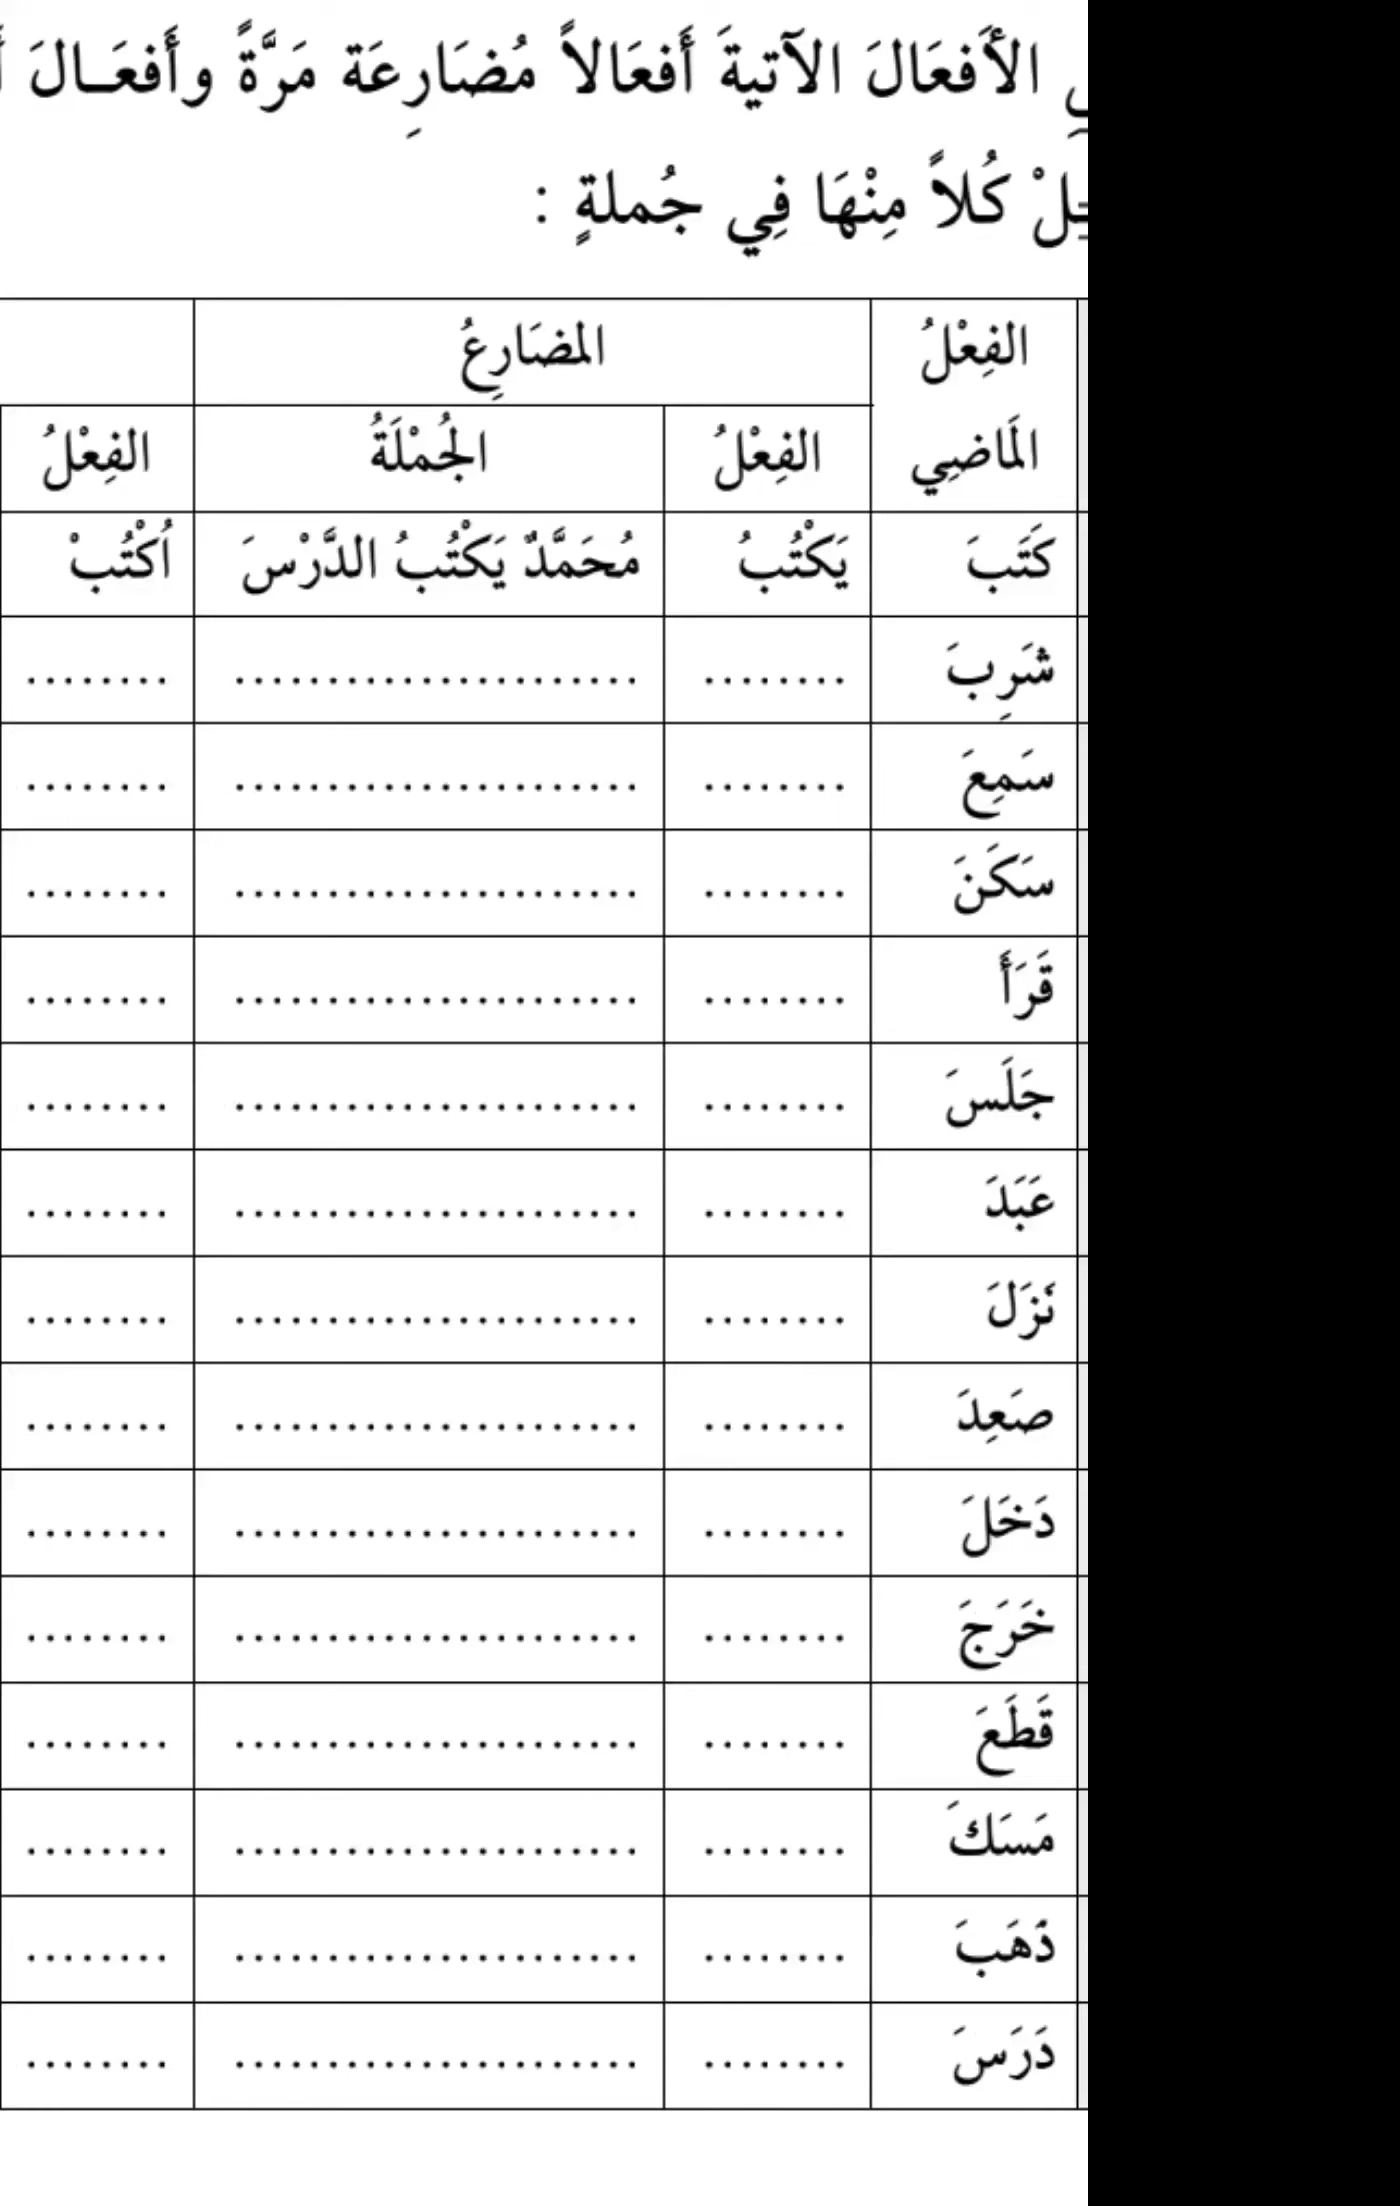 الأَفعَالَ الآتيةَ أَفعَالاً مُضَارِعَة مَرَّةً وأَفعَـالَ
كُلاً مِنْهَا فِي جُملةٍ :
الفِعْلُ المضَارِعُ
المَاضِي الفِعْلُ الجُمْلَةُ الفِعْلُ
كَتَبَ يَكْتُبُ مُحَمَّدٌ يَكْتُبُ الدَّرْسَ اُكْتُبْ
شَرِبَ ........ ...................... ........
سَمِعَ ........ ...................... ........
سَكَنَ ........ ...................... ........
قَرَأَ ........ ...................... ........
جَلَسَ ........ ...................... ........
عَبَدَ ........ ...................... ........
نَزَلَ ........ ...................... ........
صَعِدَ ........ ...................... ........
دَخَلَ ........ ...................... ........
خَرَجَ ........ ...................... ........
قَطَعَ ........ ...................... ........
مَسَكَ ........ ...................... ........
ذَهَبَ ........ ...................... ........
دَرَسَ ........ ...................... ........